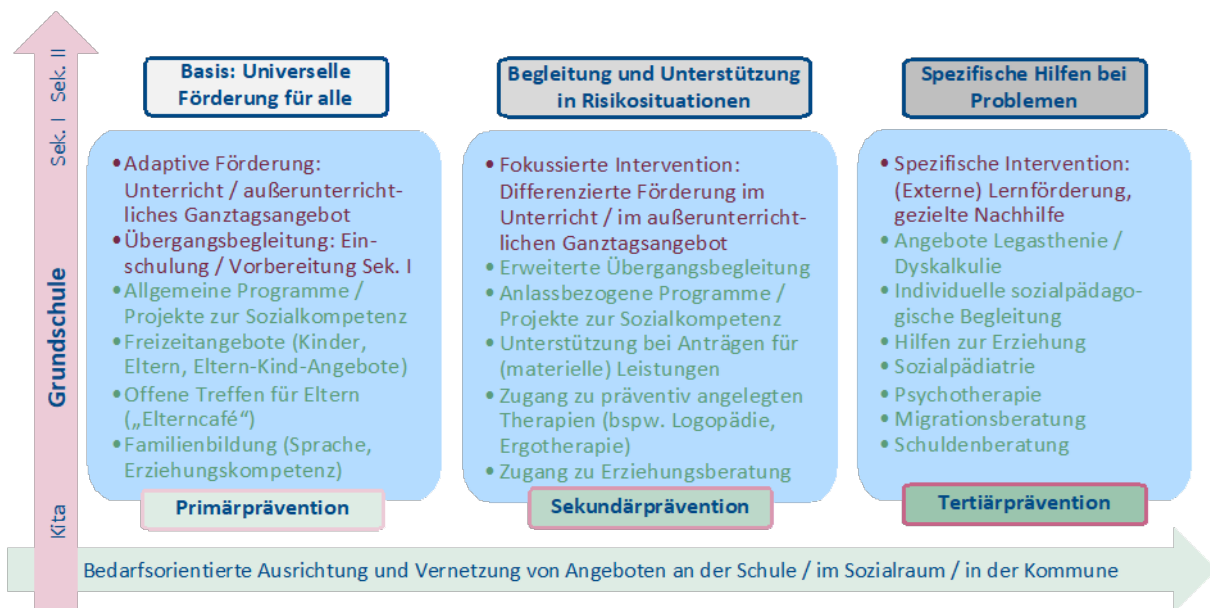 Sek. I Sek. II
Grundschule
Kita
Basis: Universelle
Förderung für alle
•Adaptive Förderung:
Unterricht / außerunterricht-
liches Ganztagsangebot
•Übergangsbegleitung: Ein-
schulung / Vorbereitung Sek. I
•Allgemeine Programme /
Projekte zur Sozialkompetenz
•Freizeitangebote (Kinder,
Eltern, Eltern-Kind-Angebote)
•Offene Treffen für Eltern
(„Elterncafé“)
•Familienbildung (Sprache,
Erziehungskompetenz)
Primärprävention
Begleitung und Unterstützung
in Risikosituationen
•Fokussierte Intervention:
Differenzierte Förderung im
Unterricht / im außerunterricht-
lichen Ganztagsangebot
•Erweiterte Übergangsbegleitung
•Anlassbezogene Programme /
Projekte zur Sozialkompetenz
•Unterstützung bei Anträgen für
(materielle) Leistungen
•Zugang zu präventiv angelegten
Therapien (bspw. Logopädie,
Ergotherapie)
•Zugang zu Erziehungsberatung
Sekundärprävention
Spezifische Hilfen bei
Problemen
•Spezifische Intervention:
(Externe) Lernförderung,
gezielte Nachhilfe
•Angebote Legasthenie /
Dyskalkulie
•Individuelle sozialpädago-
gische Begleitung
•Hilfen zur Erziehung
•Sozialpädiatrie
•Psychotherapie
•Migrationsberatung
•Schuldenberatung
Tertiärprävention
Bedarfsorientierte Ausrichtung und Vernetzung von Angeboten an der Schule / im Sozialraum / in der Kommune